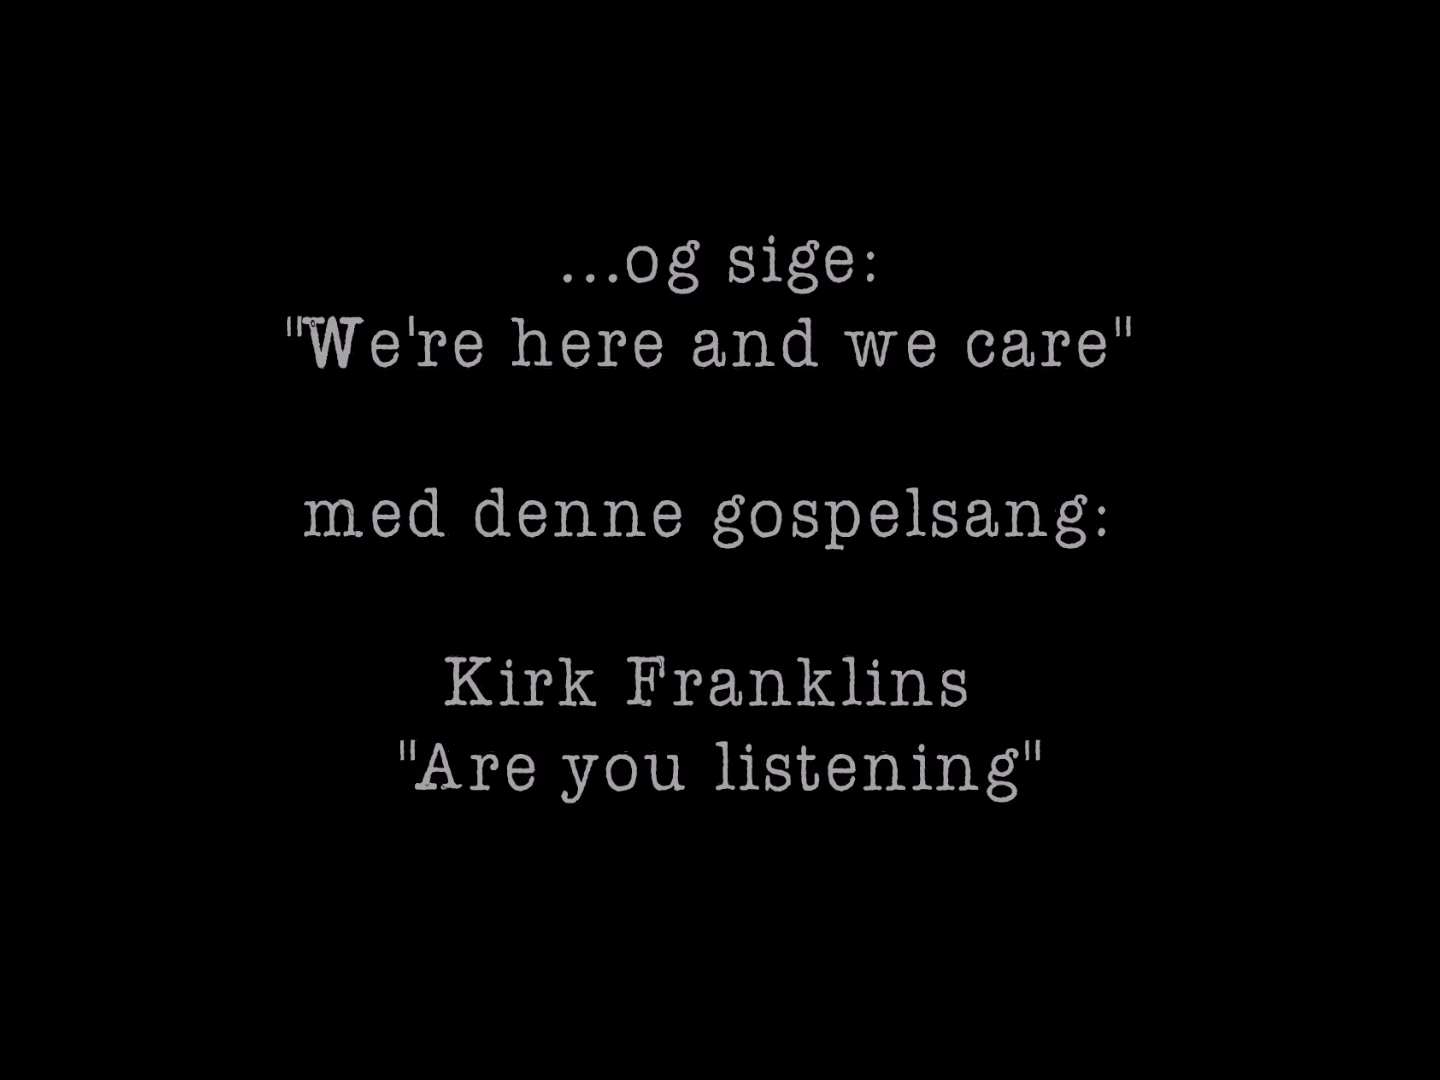 ...og sige:
"We're here and we care"
med denne gospelsang:
Kirk Franklins
"Are you listening"